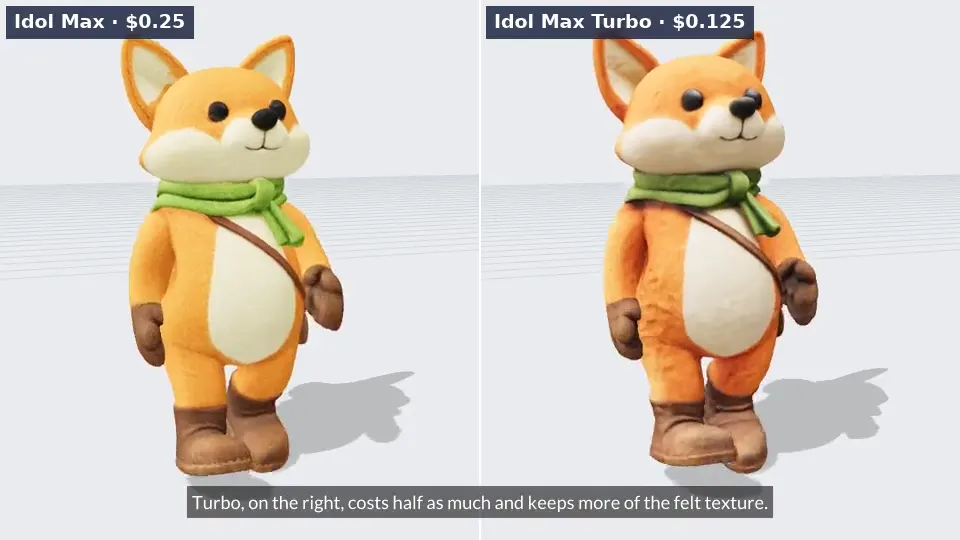 Idol Max · $0.25
Idol Max Turbo · $0.125
Turbo, on the right, costs half as much and keeps more of the felt texture.